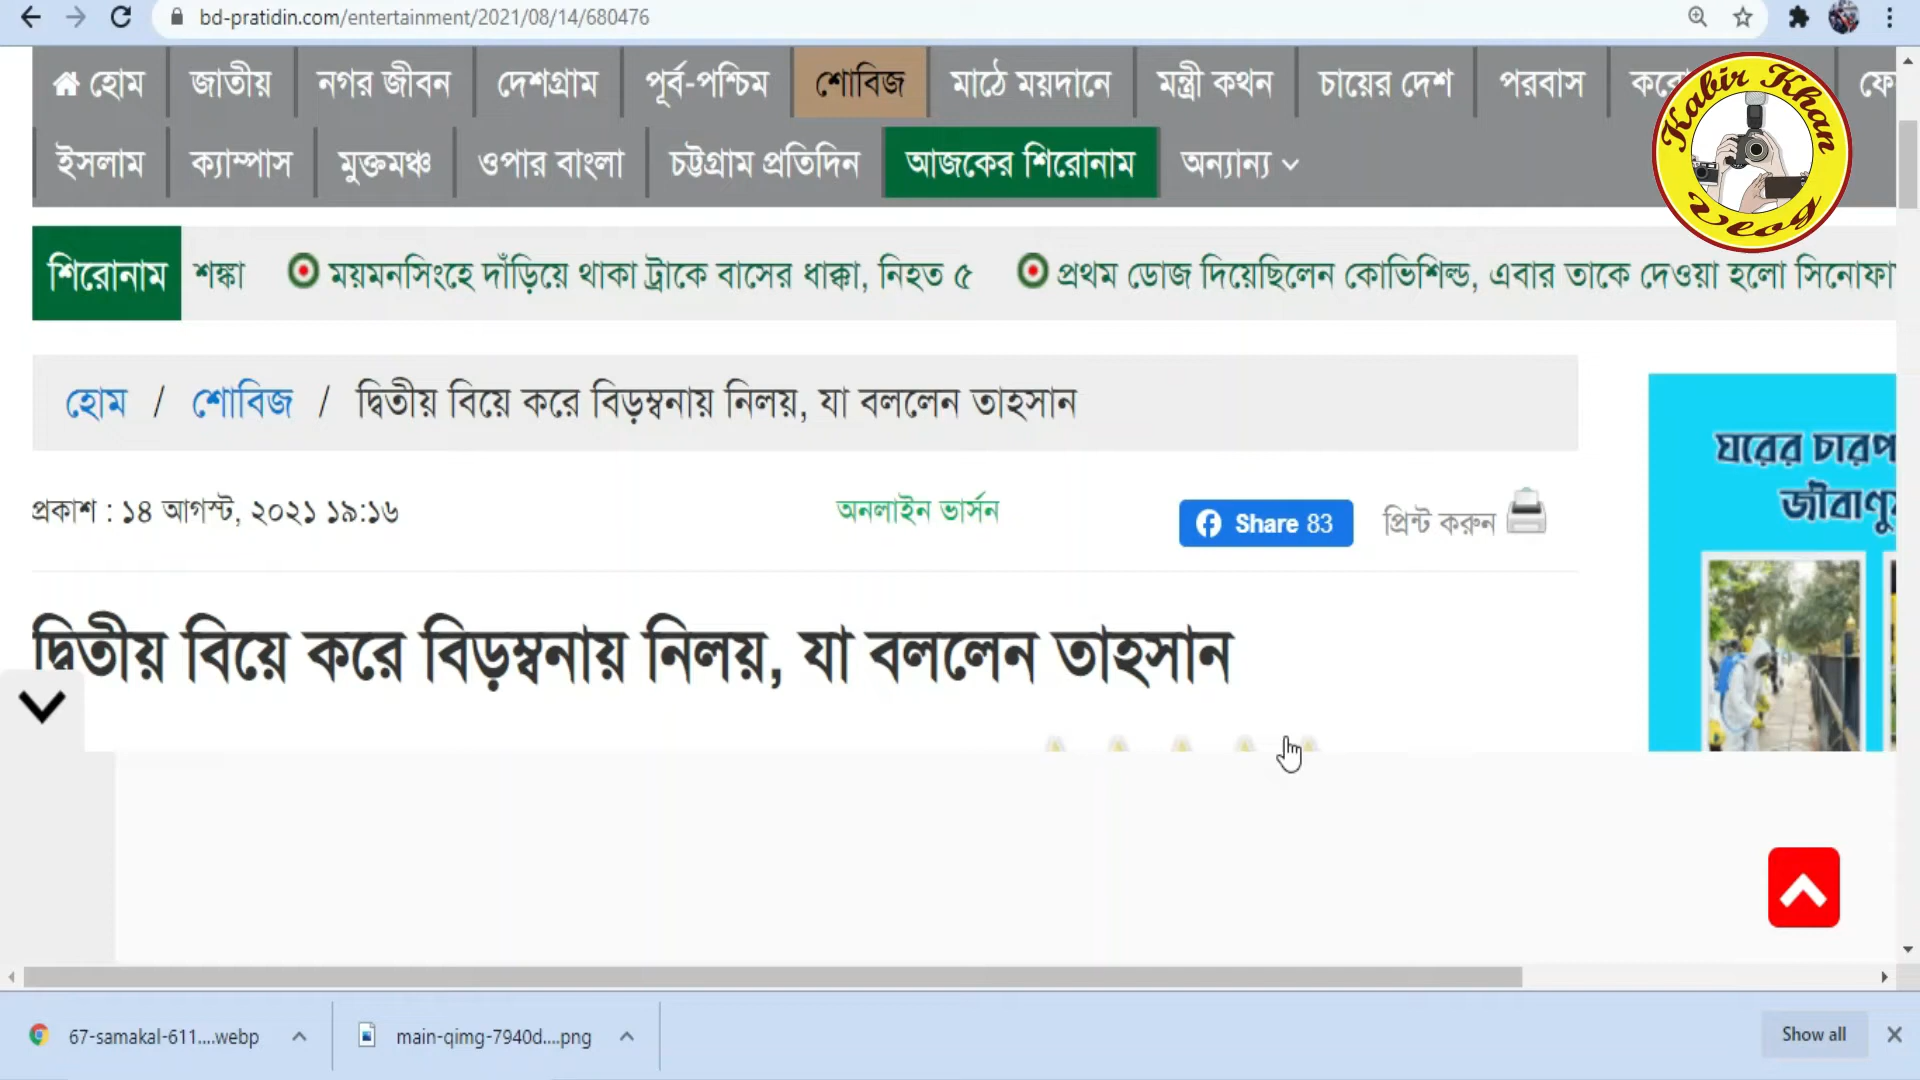 bd-pratidin.com/entertainment/2021/08/14/680476
হোম জাতীয় নগর জীবন দেশগ্রাম পূর্ব-পশ্চিম শোবিজ মাঠে ময়দানে মন্ত্রী কথন চায়ের দেশ পরবাস
Kabir Khan
Vlog
ইসলাম ক্যাম্পাস মুক্তমঞ্চ ওপার বাংলা চট্টগ্রাম প্রতিদিন আজকের শিরোনাম অন্যান্য
শিরোনাম শঙ্কা ময়মনসিংহে দাঁড়িয়ে থাকা ট্রাকে বাসের ধাক্কা, নিহত ৫ প্রথম ডোজ দিয়েছিলেন কোভিশিল্ড, এবার তাকে দেওয়া হলো সিনোফা
হোম / শোবিজ / দ্বিতীয় বিয়ে করে বিড়ম্বনায় নিলয়, যা বললেন তাহসান
ঘরের চারপ
জীবাণু
প্রকাশ : ১৪ আগস্ট, ২০২১ ১৯:১৬ অনলাইন ভার্সন Share 83 প্রিন্ট করুন
দ্বিতীয় বিয়ে করে বিড়ম্বনায় নিলয়, যা বললেন তাহসান
67-samakal-611....webp main-qimg-7940d....png Show all